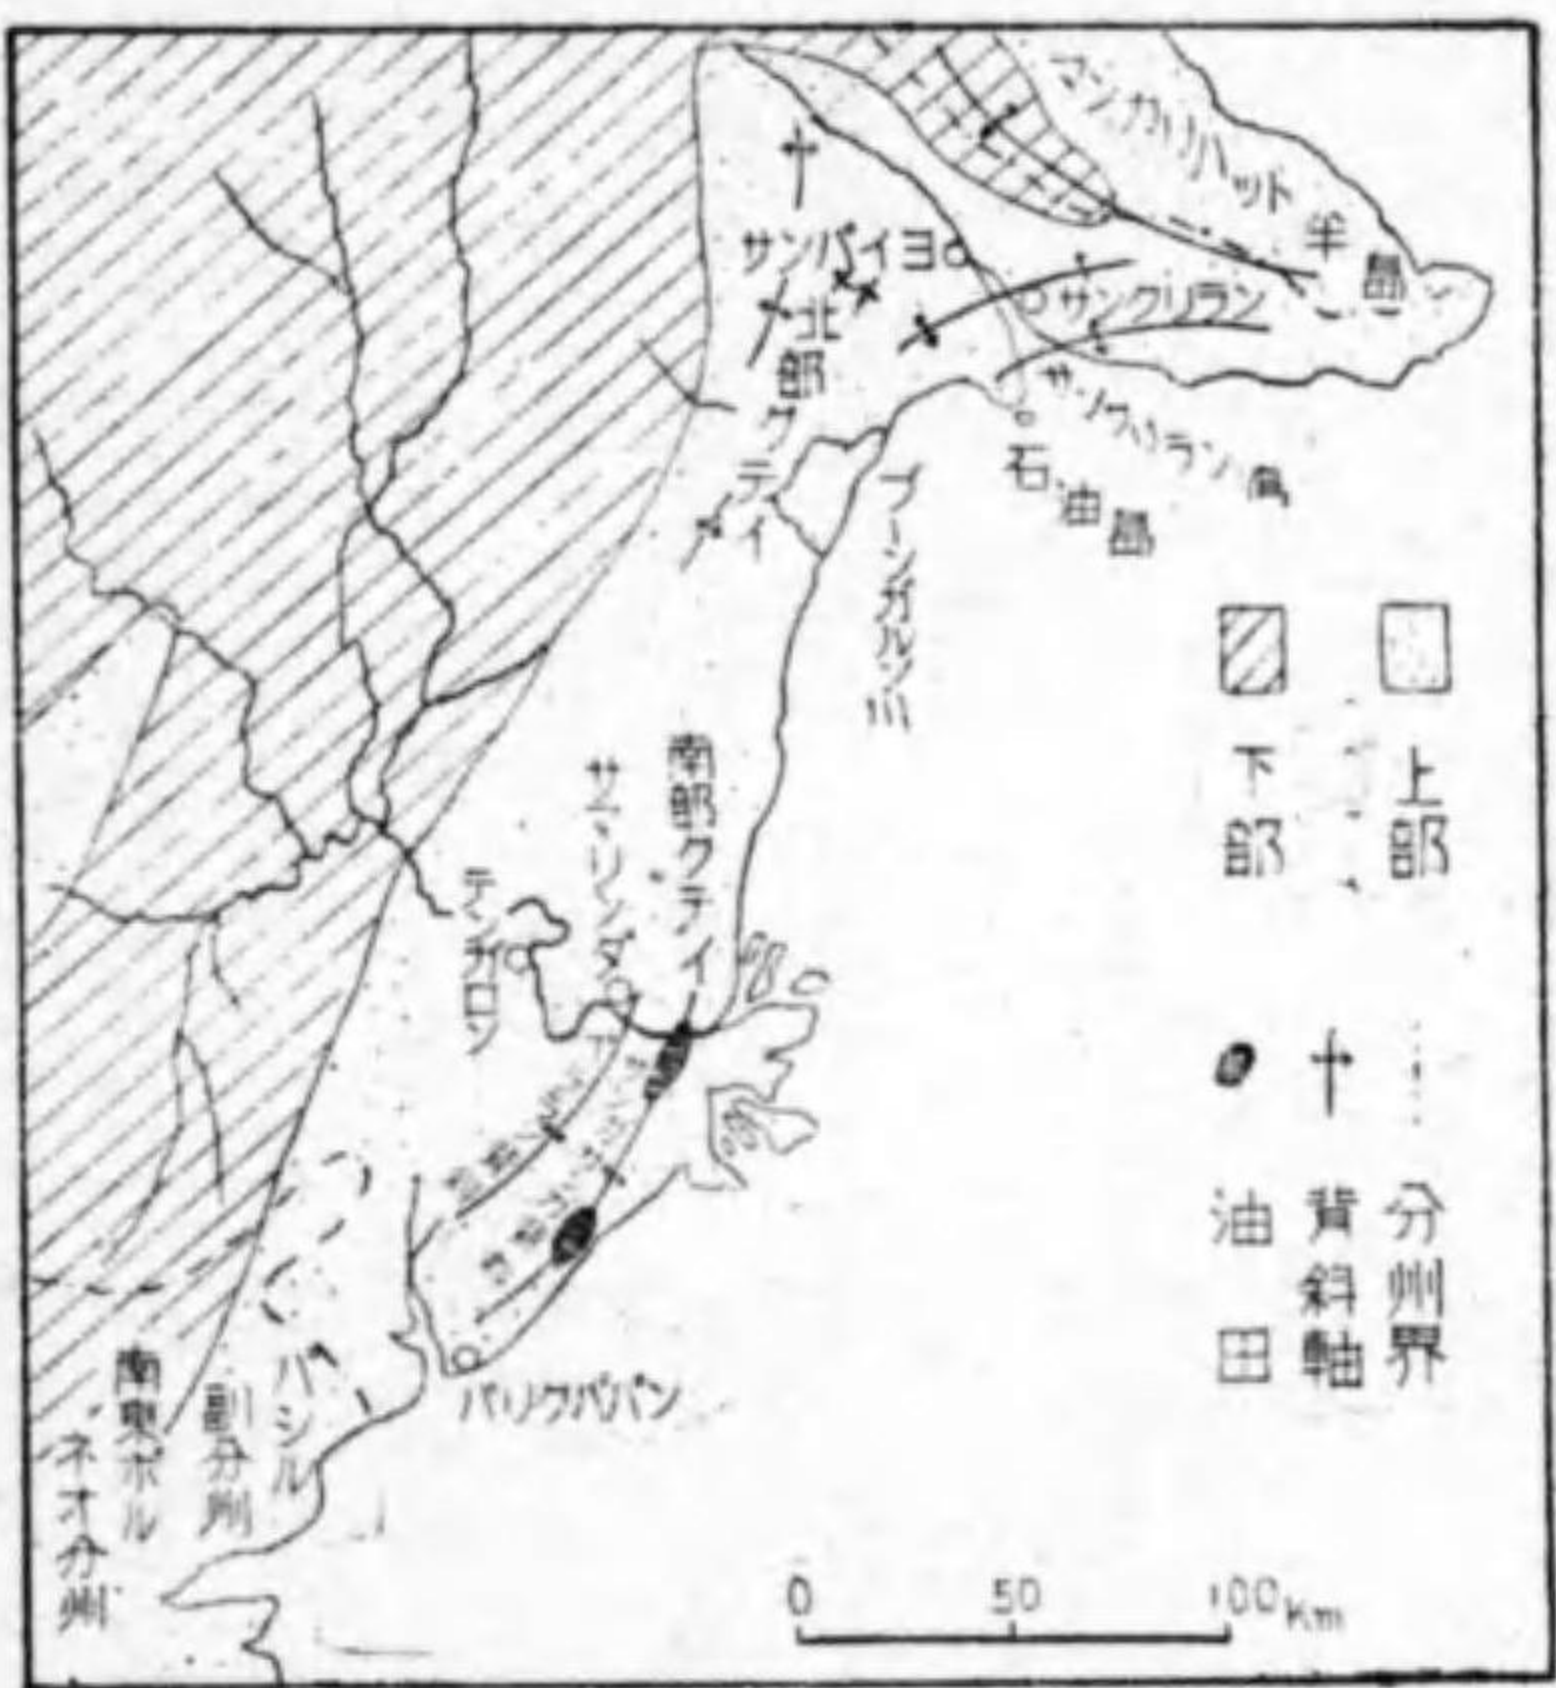 マンカリハット半島
サンバイヨ
サンクリラン
北部クテイ
サンクリラン湾
石油島
ブーンガルツ川
上部
下部
南部クテイ
サマリンダ
テンガロン
分州界
背斜軸
油田
バリクパパン
パシル
副分州
南東ボル
ネオ分州
0 50 100Km